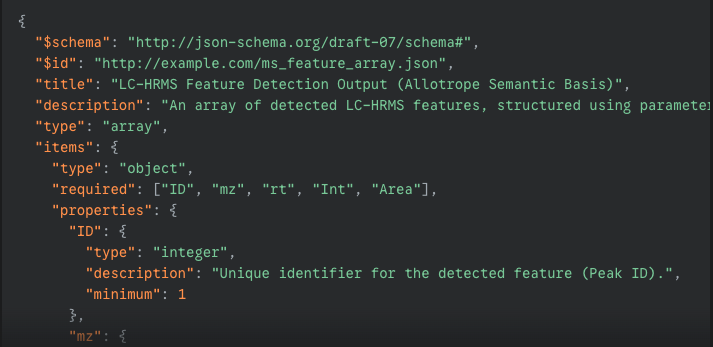 {
"$schema": "http://json-schema.org/draft-07/schema#",
"$id": "http://example.com/ms_feature_array.json",
"title": "LC-HRMS Feature Detection Output (Allotrope Semantic Basis)",
"description": "An array of detected LC-HRMS features, structured using parameter
"type": "array",
"items": {
"type": "object",
"required": ["ID", "mz", "rt", "Int", "Area"],
"properties": {
"ID": {
"type": "integer",
"description": "Unique identifier for the detected feature (Peak ID).",
"minimum": 1
},
"mz": {